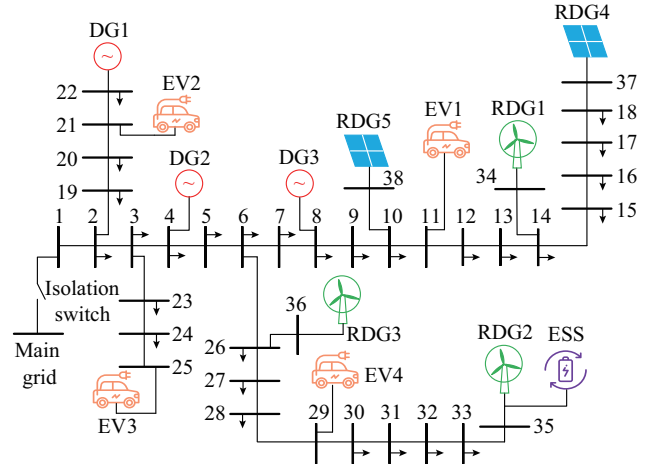 RDG4
DG1
22
EV2
37
21
RDG5
EV1
RDG1
18
20
DG2
DG3
17
38
34
16
19
1 2 3 4 5 6 7 8 9 10 11 12 13 14 15
Isolation
switch
23
36
24
RDG3
RDG2
ESS
Main
grid
25
26
EV3
27
EV4
28
29 30 31 32 33
35